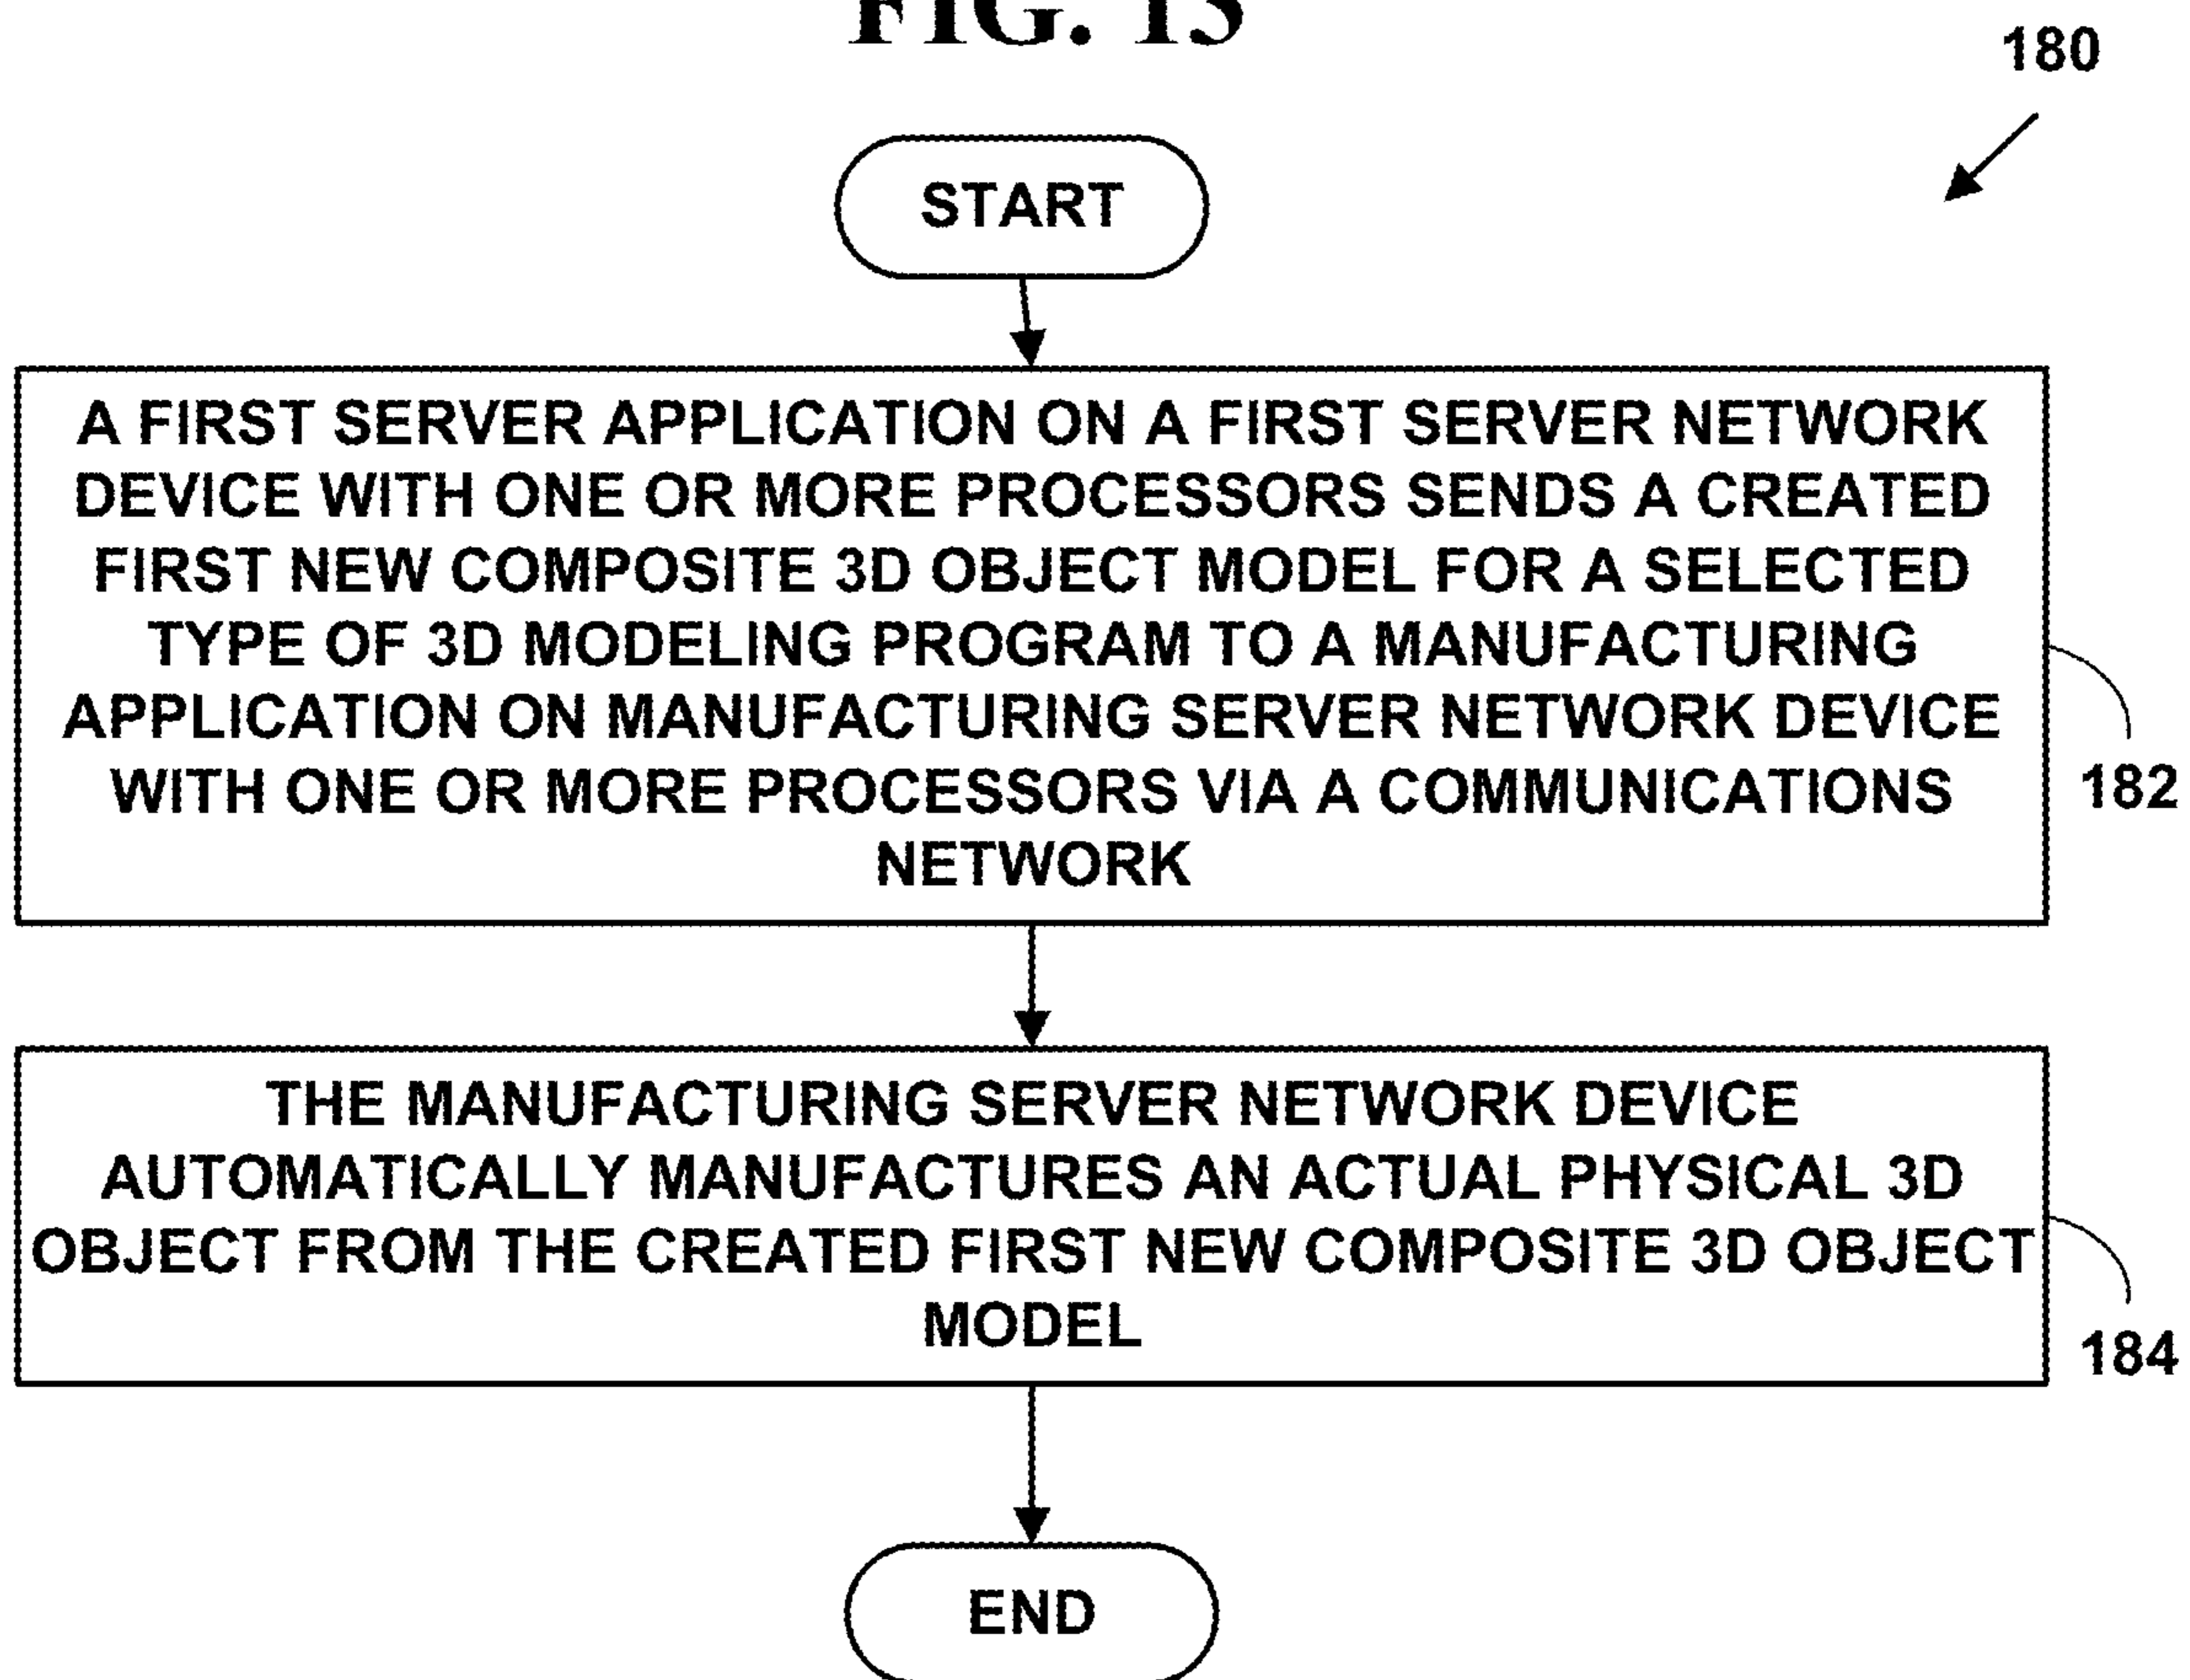 FIG. 15
180
START
A FIRST SERVER APPLICATION ON A FIRST SERVER NETWORK
DEVICE WITH ONE OR MORE PROCESSORS SENDS A CREATED
FIRST NEW COMPOSITE 3D OBJECT MODEL FOR A SELECTED
TYPE OF 3D MODELING PROGRAM TO A MANUFACTURING
APPLICATION ON MANUFACTURING SERVER NETWORK DEVICE
WITH ONE OR MORE PROCESSORS VIA A COMMUNICATIONS
NETWORK
182
THE MANUFACTURING SERVER NETWORK DEVICE
AUTOMATICALLY MANUFACTURES AN ACTUAL PHYSICAL 3D
OBJECT FROM THE CREATED FIRST NEW COMPOSITE 3D OBJECT
MODEL
184
END